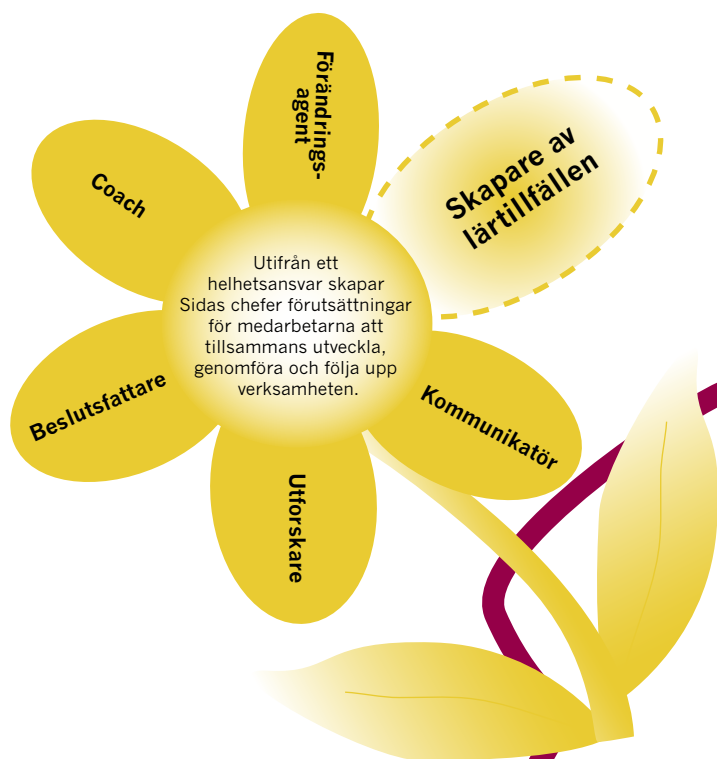 Förändrings-
agent
Skapare av
lärtillfällen
Coach
Utifrån ett
helhetsansvar skapar
Sidas chefer förutsättningar
för medarbetarna att
tillsammans utveckla,
genomföra och följa upp
verksamheten.
Beslutsfattare
Kommunikatör
Utforskare